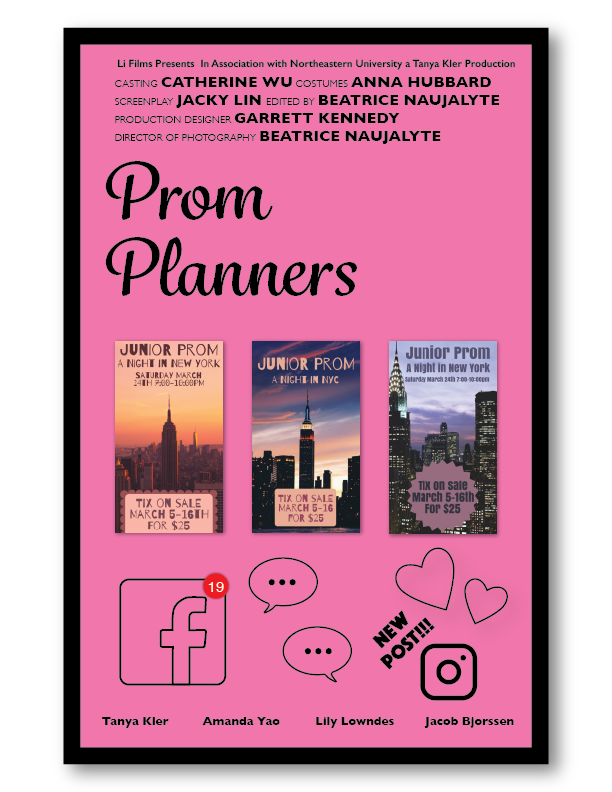 Li Films Presents  In Association with Northeastern University a Tanya Kler Production
CASTING CATHERINE WU COSTUMES ANNA HUBBARD
SCREENPLAY JACKY LIN EDITED BY BEATRICE NAUJALYTE
PRODUCTION DESIGNER GARRETT KENNEDY
DIRECTOR OF PHOTOGRAPHY BEATRICE NAUJALYTE
Prom
Planners
JUNIOR PROM
A NIGHT IN NEW YORK
SATURDAY MARCH
14TH 7:00-10:00PM
TIX ON SALE
MARCH 5-16TH
FOR $25
JUNIOR PROM
A NIGHT IN NYC
TIX ON SALE
MARCH 5-16
FOR $25
Junior Prom
A Night In New York
Saturday March 24th 7:00-10:00pm
Tix on Sale
March 5-16th
For $25
19
NEW
POST!!!
Tanya Kler
Amanda Yao
Lily Lowndes
Jacob Bjorssen